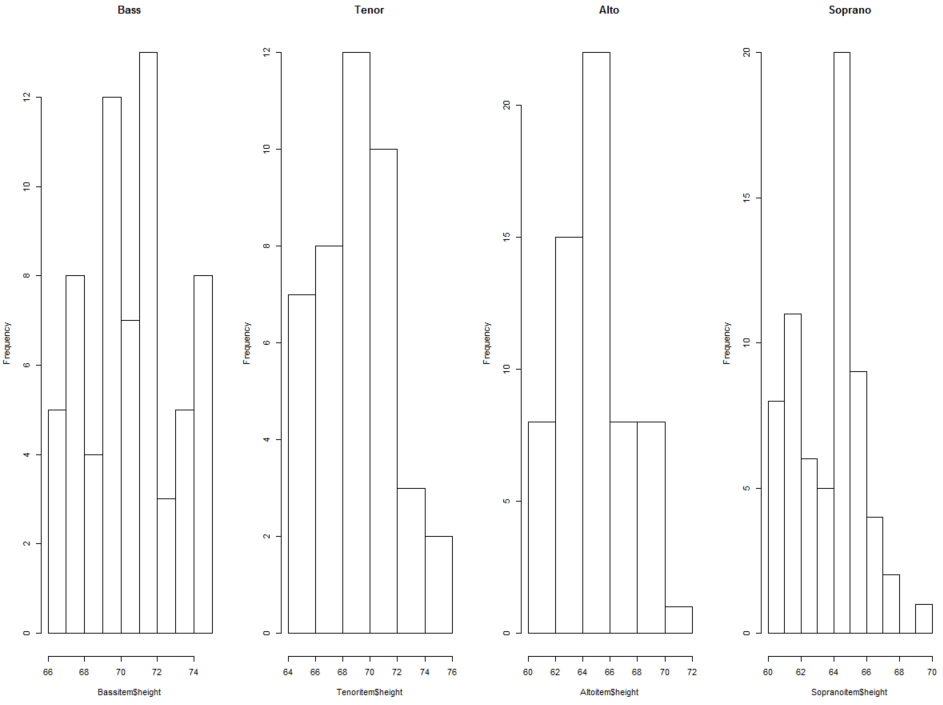 Bass
Frequency
12
10
8
6
4
2
0
66 68 70 72 74
Bassitem$height
Tenor
Frequency
12
10
8
6
4
2
0
64 66 68 70 72 74 76
Tenoritem$height
Alto
Frequency
20
15
10
5
0
60 62 64 66 68 70 72
Altoitem$height
Soprano
Frequency
20
15
10
5
0
60 62 64 66 68 70
Sopranoitem$height